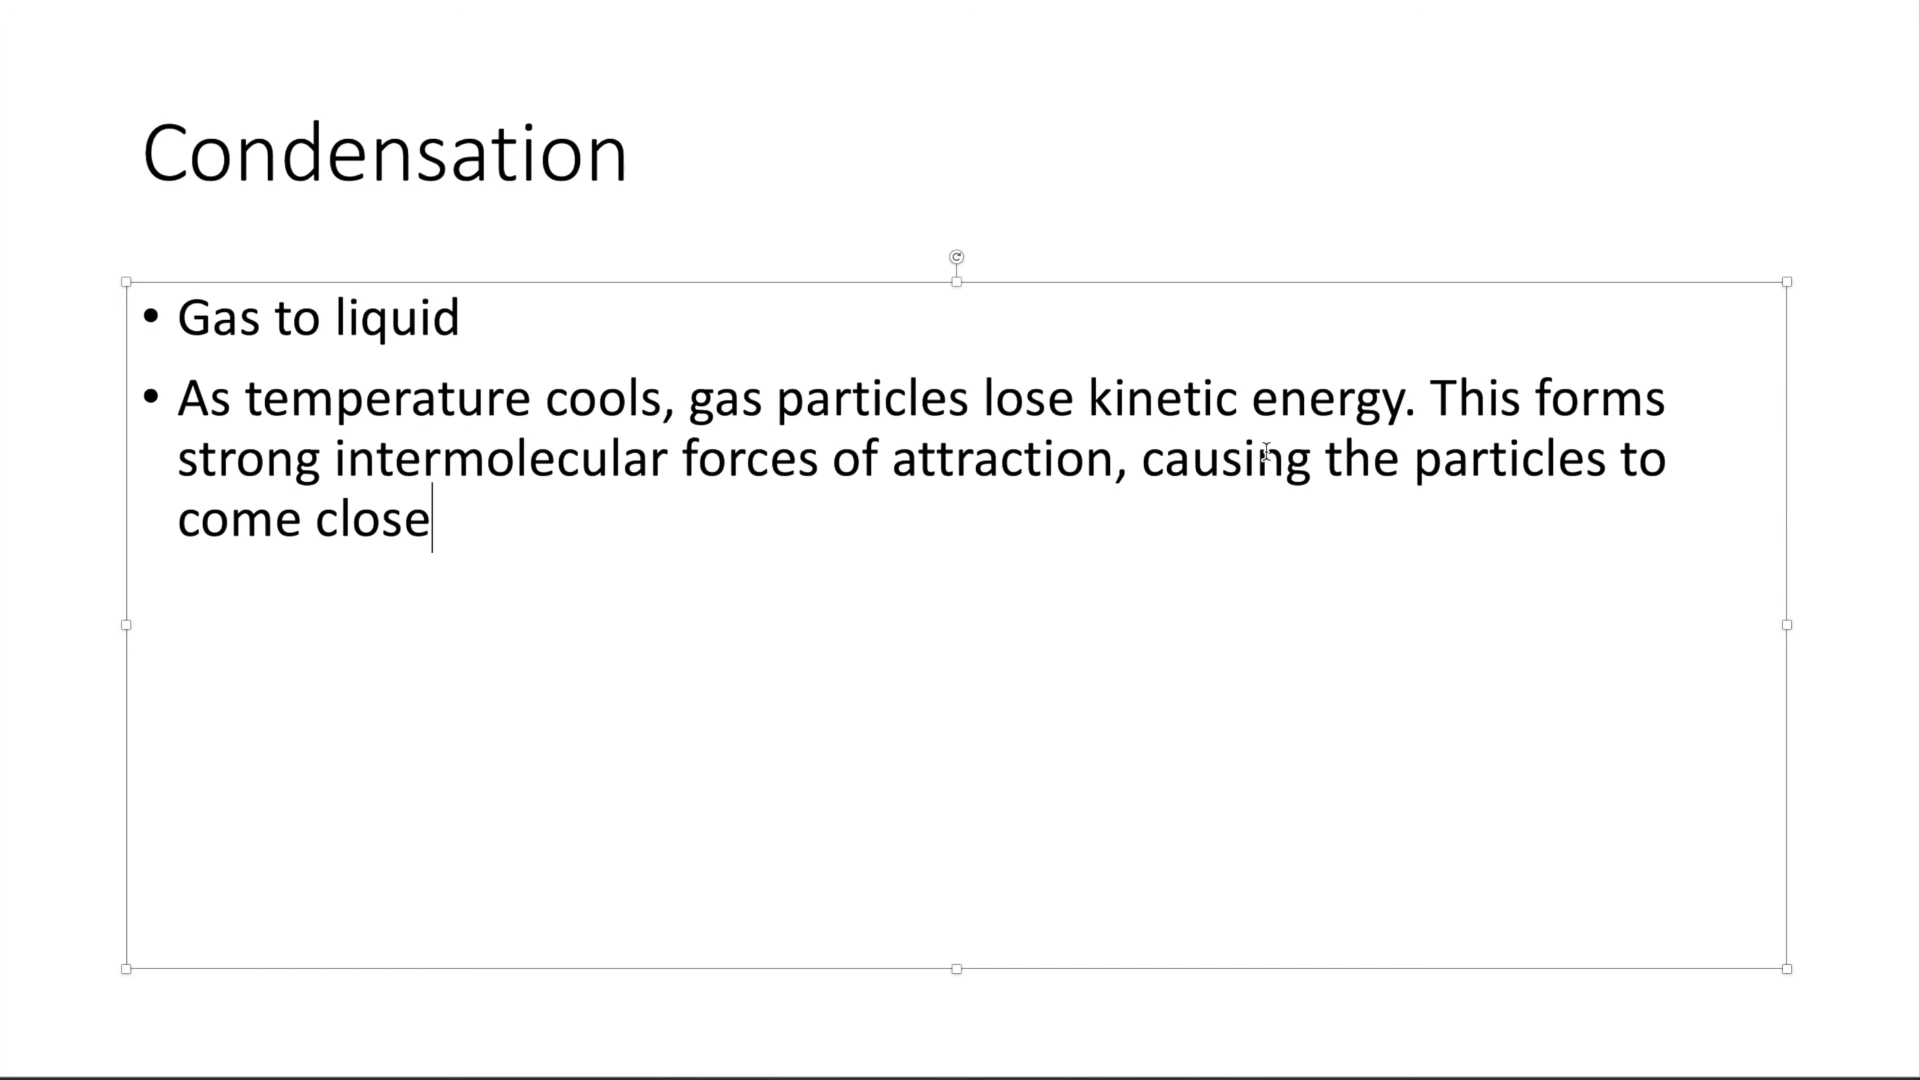 Condensation
• Gas to liquid
• As temperature cools, gas particles lose kinetic energy. This forms
strong intermolecular forces of attraction, causing the particles to
come close